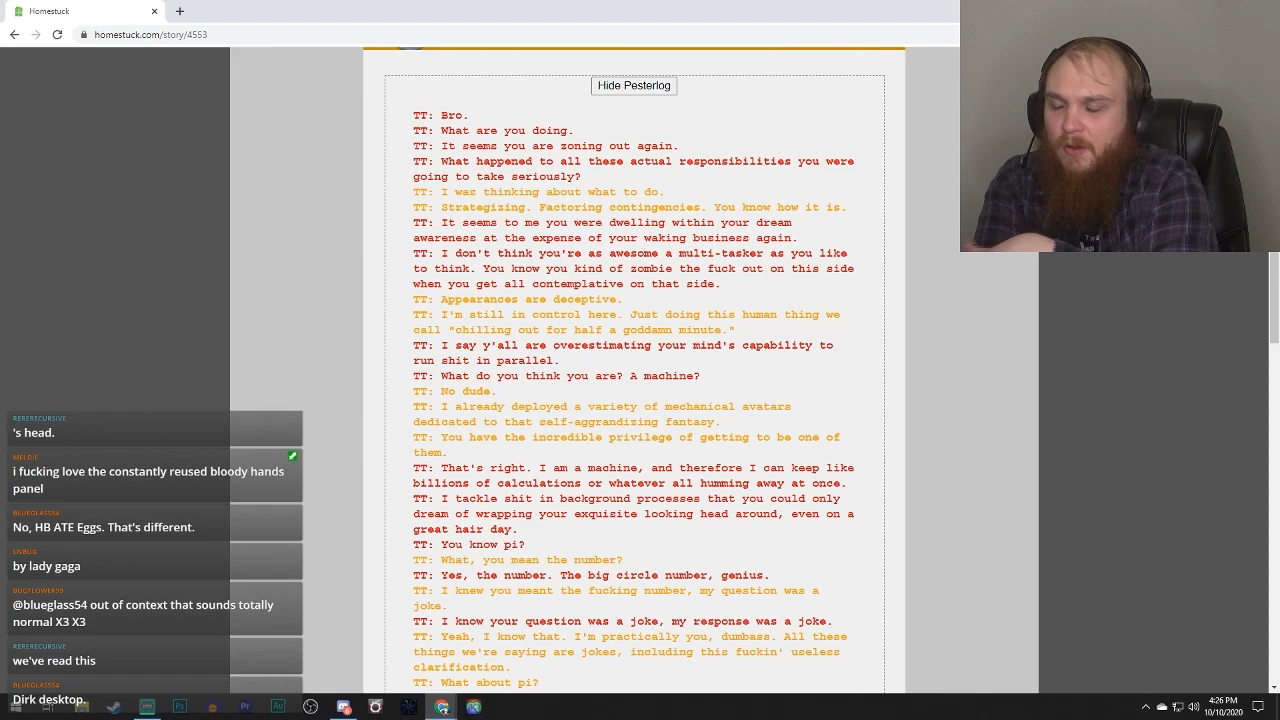 Homestuck
homestuck.com/story/4553
Hide Pesterlog
TT: Bro.
TT: What are you doing.
TT: It seems you are zoning out again.
TT: What happened to all these actual responsibilities you were
going to take seriously?
TT: I was thinking about what to do.
TT: Strategizing. Factoring contingencies. You know how it is.
TT: It seems to me you were dwelling within your dream
awareness at the expense of your waking business again.
TT: I don't think you're as awesome a multi-tasker as you like
to think. You know you kind of zombie the fuck out on this side
when you get all contemplative on that side.
TT: Appearances are deceptive.
TT: I'm still in control here. Just doing this human thing we
call "chilling out for half a goddamn minute."
TT: I say y'all are overestimating your mind's capability to
run shit in parallel.
TT: What do you think you are? A machine?
TT: No dude.
TT: I already deployed a variety of mechanical avatars
dedicated to that self-aggrandizing fantasy.
TT: You have the incredible privilege of getting to be one of
them.
TT: That's right. I am a machine, and therefore I can keep like
billions of calculations or whatever all humming away at once.
TT: I tackle shit in background processes that you could only
dream of wrapping your exquisite looking head around, even on a
great hair day.
TT: You know pi?
TT: What, you mean the number?
TT: Yes, the number. The big circle number, genius.
TT: I knew you meant the fucking number, my question was a
joke.
TT: I know your question was a joke, my response was a joke.
TT: Yeah, I know that. I'm practically you, dumbass. All these
things we're saying are jokes, including this fuckin' useless
clarification.
TT: What about pi?
RERERECURSIVE
's head.
MELDIE
i fucking love the constantly reused bloody hands
panel
BLUEGLASS54
No, HB ATE Eggs. That's different.
LNBUG
by lady gaga
BUGFLOWER99
@blueglass54 out of context that sounds totally
normal X3 X3
RERERECURSIVE
we've read this
BLUEGLASS54
Dirk desktop.
Ps
Pr
Au
4:26 PM
10/10/2020